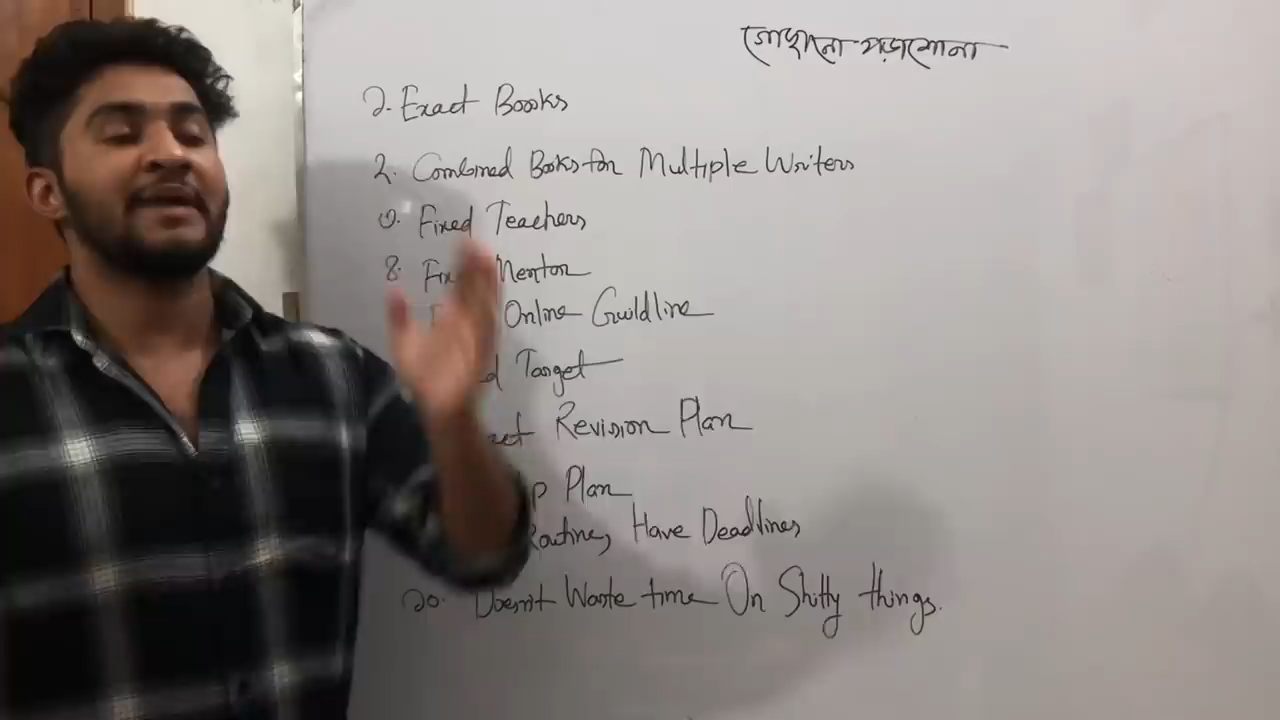 গোছানো পড়াশোনা
১. Exact Books
২. Combined Books for Multiple Writers
৩. Fixed Teachers
৪. Mentor
Online Guildline
Target
Revision Plan
Plan
Routine, Have Deadlines
১০. Doesn't Waste time On Shitty things.